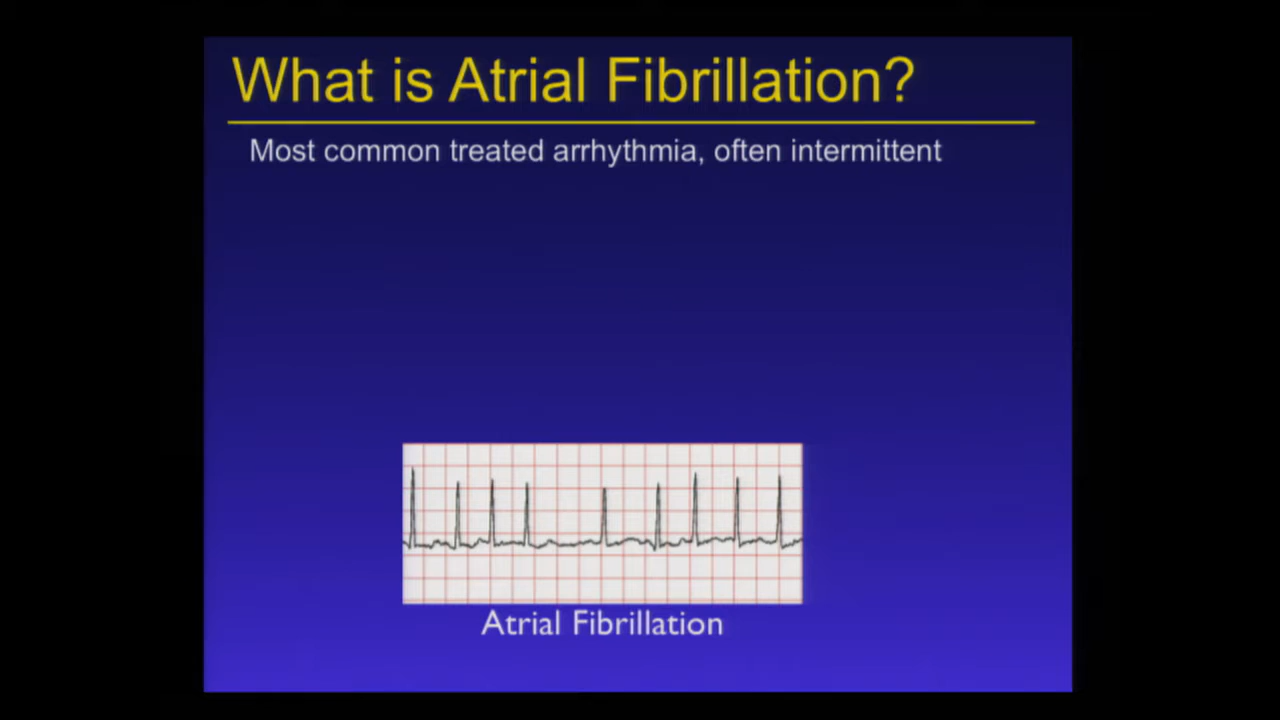 What is Atrial Fibrillation?
Most common treated arrhythmia, often intermittent
Atrial Fibrillation